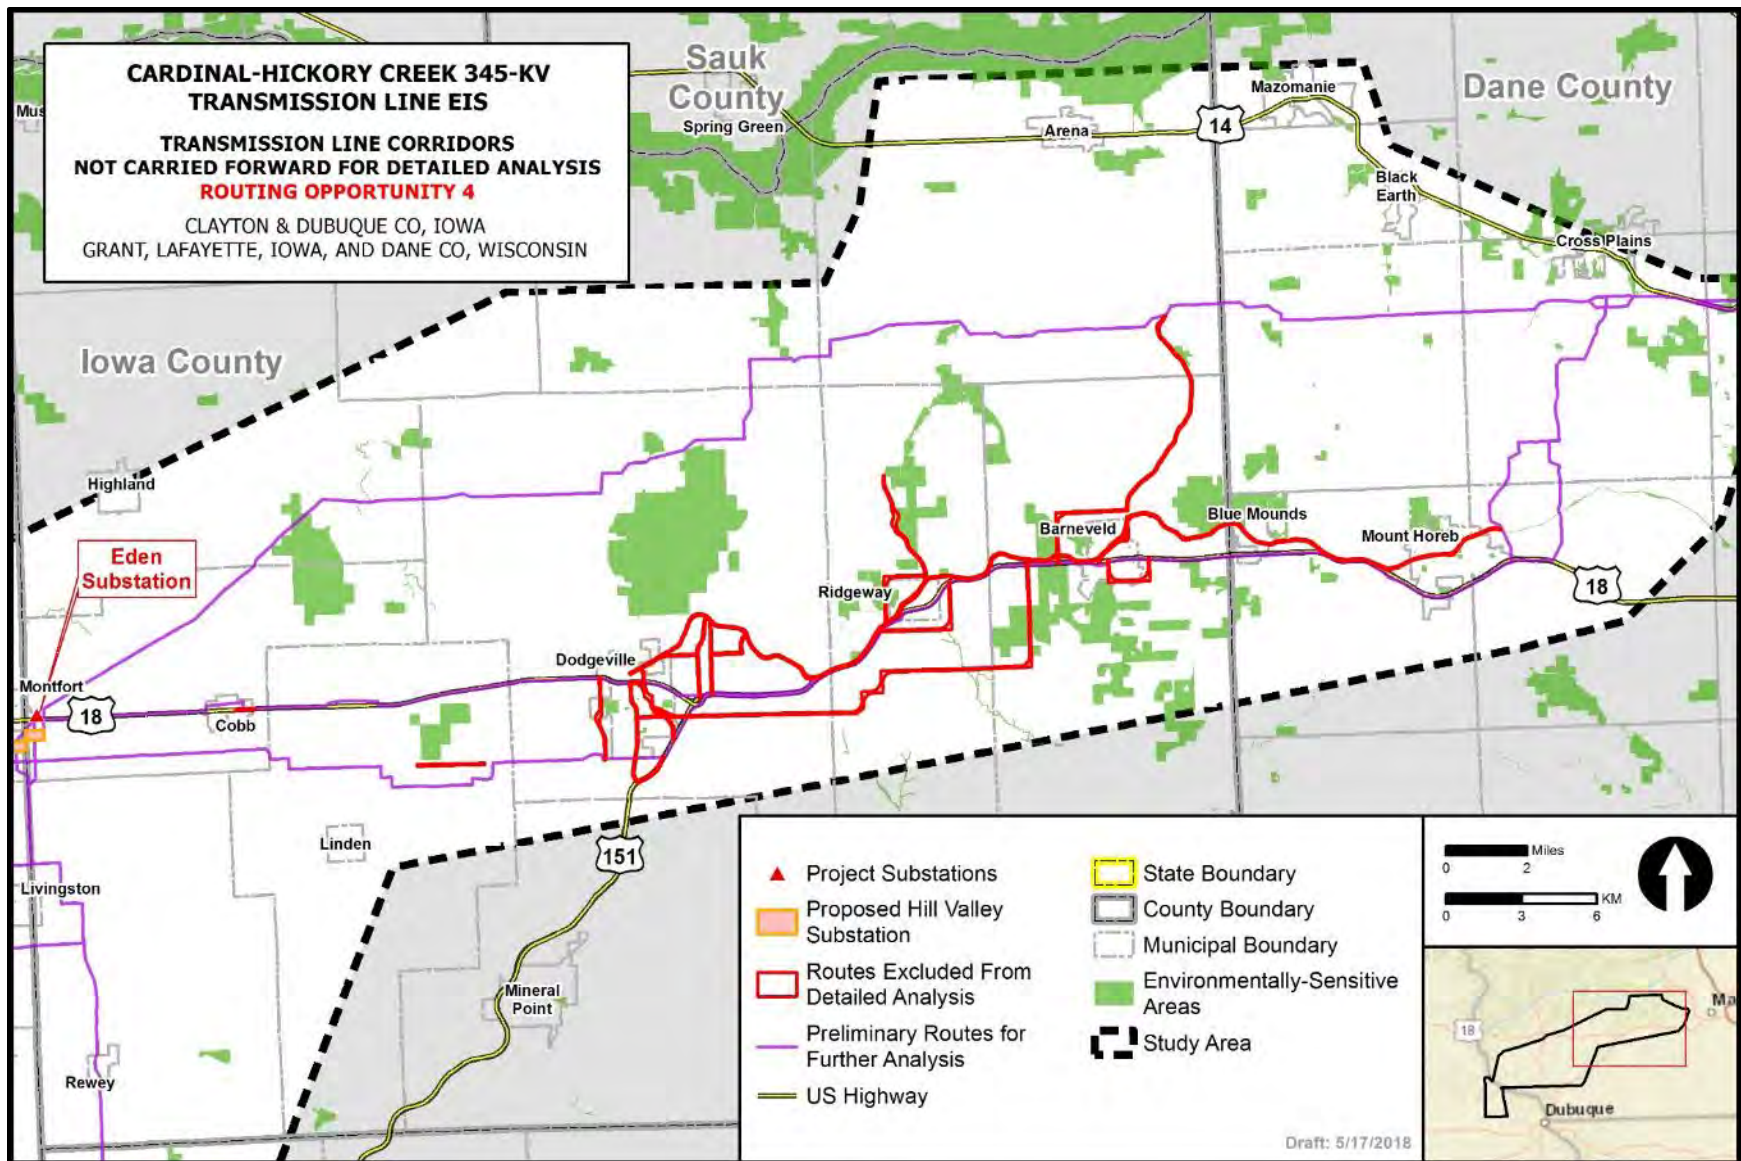 CARDINAL-HICKORY CREEK 345-KV
TRANSMISSION LINE EIS
TRANSMISSION LINE CORRIDORS
NOT CARRIED FORWARD FOR DETAILED ANALYSIS
ROUTING OPPORTUNITY 4
CLAYTON & DUBUQUE CO, IOWA
GRANT, LAFAYETTE, IOWA, AND DANE CO, WISCONSIN
Mus
Sauk
County
Spring Green
Arena
14
Mazomanie
Dane County
Black
Earth
Cross Plains
Iowa County
Highland
Eden
Substation
Barneveld
Blue Mounds
Mount Horeb
Ridgeway
18
Dodgeville
Montfort
18
Cobb
Linden
151
Livingston
Mineral
Point
Rewey
Project Substations
Proposed Hill Valley
Substation
Routes Excluded From
Detailed Analysis
Preliminary Routes for
Further Analysis
US Highway
State Boundary
County Boundary
Municipal Boundary
Environmentally-Sensitive
Areas
Study Area
Draft: 5/17/2018
Miles
0 2
KM
0 3 6
18
Ma
Dubuque